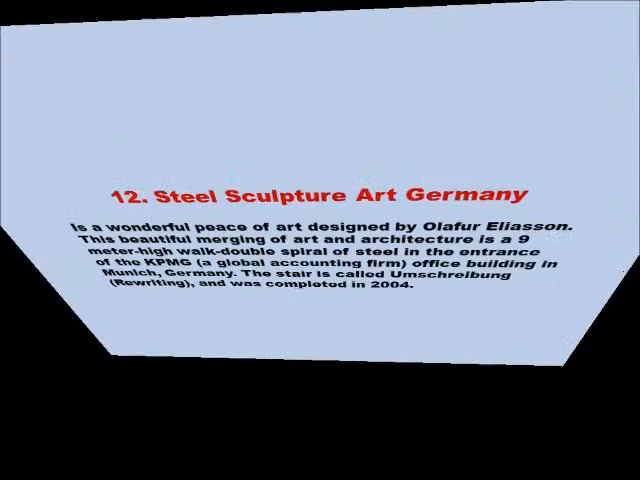 12. Steel Sculpture Art Germany
Is a wonderful peace of art designed by Olafur Eliasson.
This beautiful merging of art and architecture is a 9
meter-high walk-double spiral of steel in the entrance
of the KPMG (a global accounting firm) office building in
Munich, Germany. The stair is called Umschreibung
(Rewriting), and was completed in 2004.